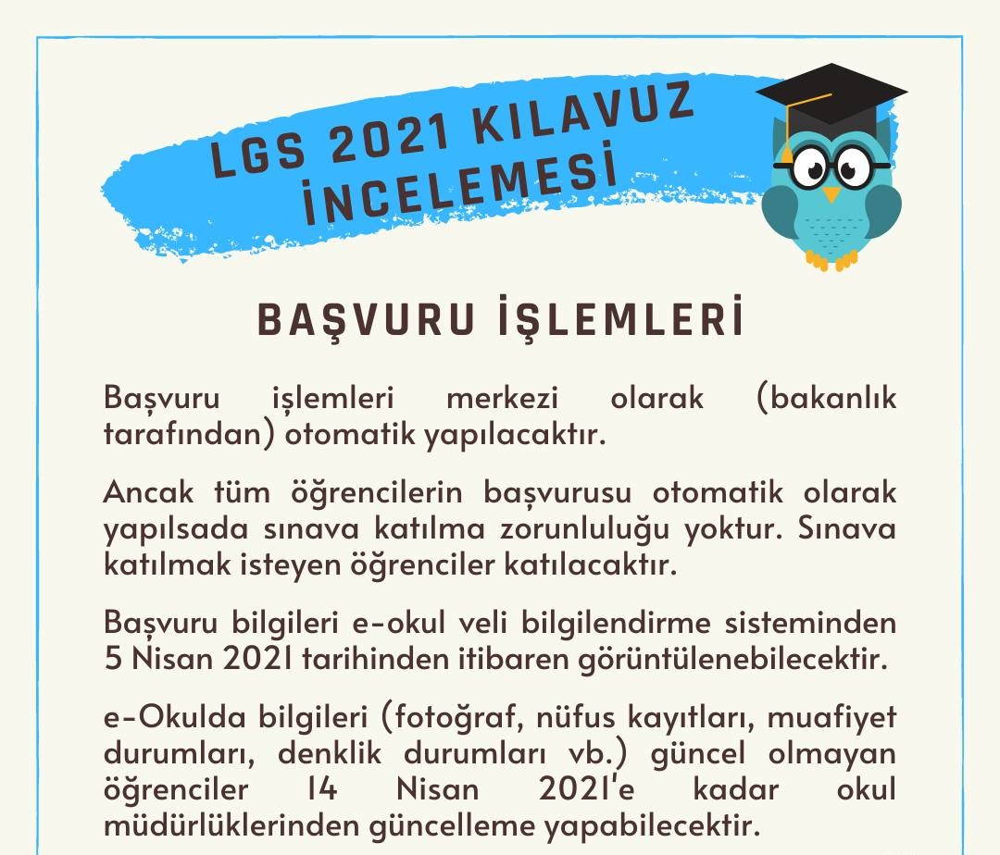 LGS 2021 KILAVUZ
İNCELEMESİ
BAŞVURU İŞLEMLERİ
Başvuru işlemleri merkezi olarak (bakanlık
tarafından) otomatik yapılacaktır.
Ancak tüm öğrencilerin başvurusu otomatik olarak
yapılsada sınava katılma zorunluluğu yoktur. Sınava
katılmak isteyen öğrenciler katılacaktır.
Başvuru bilgileri e-okul veli bilgilendirme sisteminden
5 Nisan 2021 tarihinden itibaren görüntülenebilecektir.
e-Okulda bilgileri (fotoğraf, nüfus kayıtları, muafiyet
durumları, denklik durumları vb.) güncel olmayan
öğrenciler 14 Nisan 2021'e kadar okul
müdürlüklerinden güncelleme yapabilecektir.